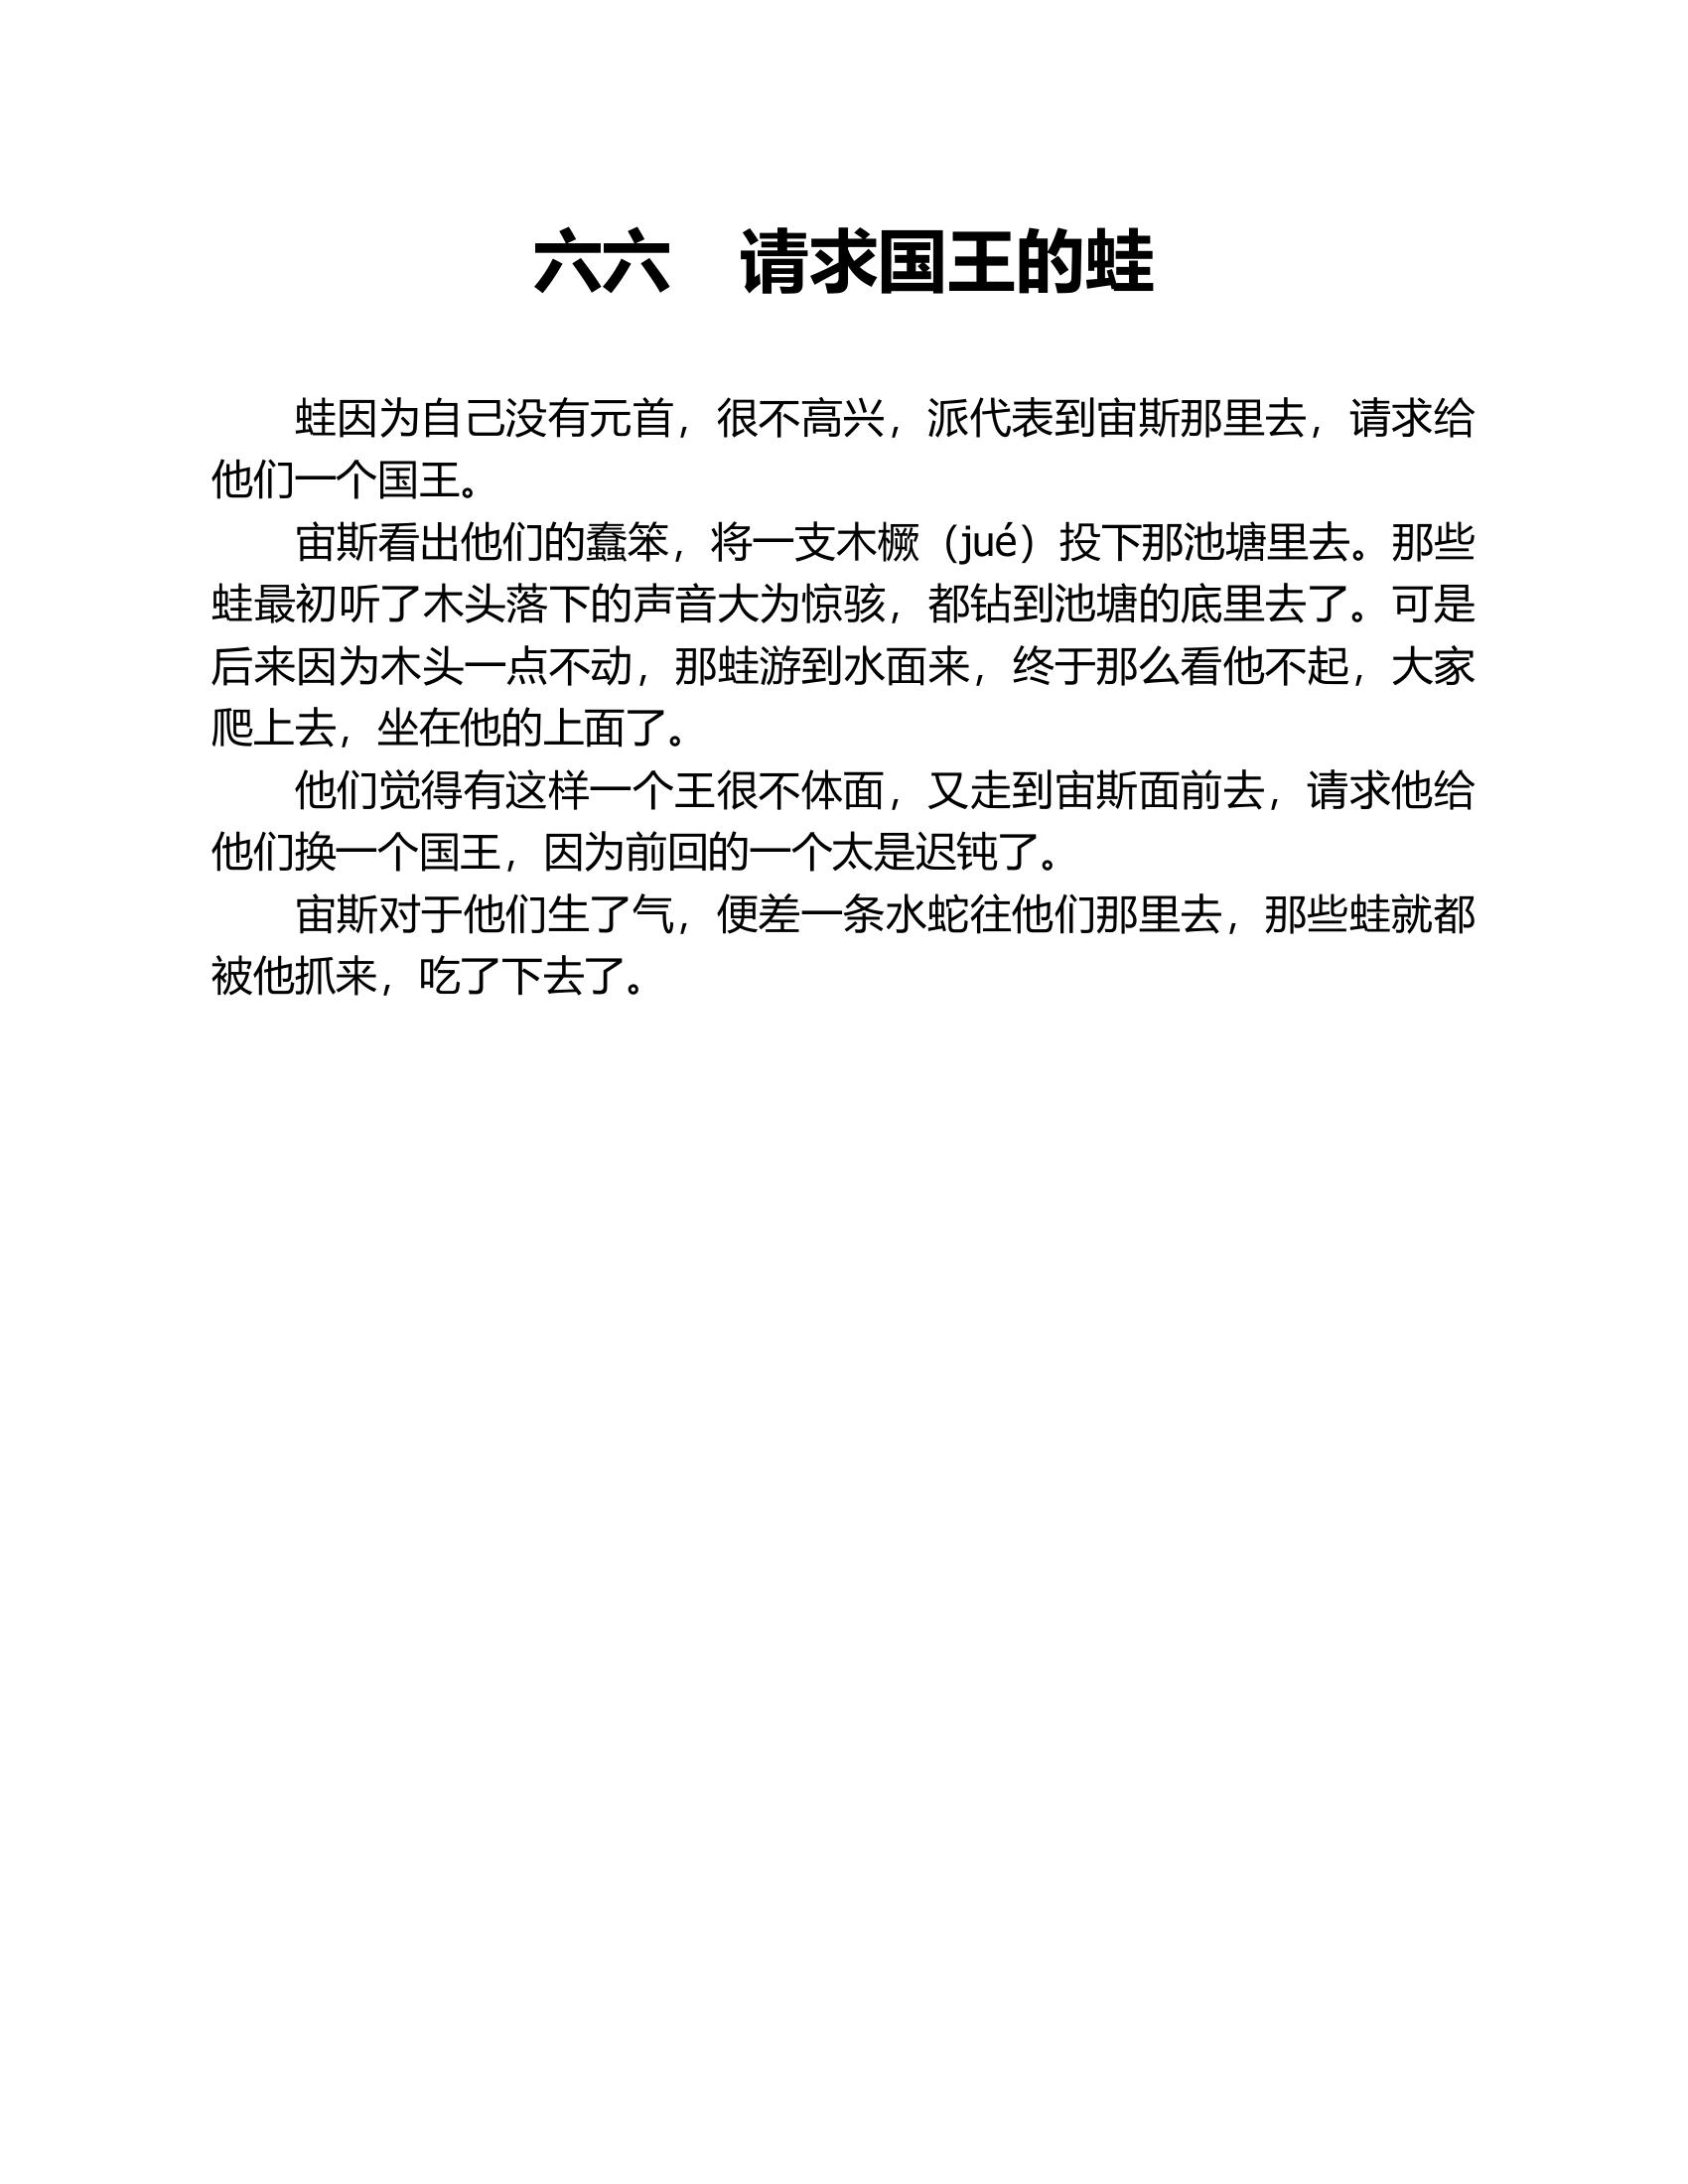 六六　请求国王的蛙
蛙因为自己没有元首，很不高兴，派代表到宙斯那里去，请求给
他们一个国王。
宙斯看出他们的蠢笨，将一支木橛（jué）投下那池塘里去。那些
蛙最初听了木头落下的声音大为惊骇，都钻到池塘的底里去了。可是
后来因为木头一点不动，那蛙游到水面来，终于那么看他不起，大家
爬上去，坐在他的上面了。
他们觉得有这样一个王很不体面，又走到宙斯面前去，请求他给
他们换一个国王，因为前回的一个太是迟钝了。
宙斯对于他们生了气，便差一条水蛇往他们那里去，那些蛙就都
被他抓来，吃了下去了。